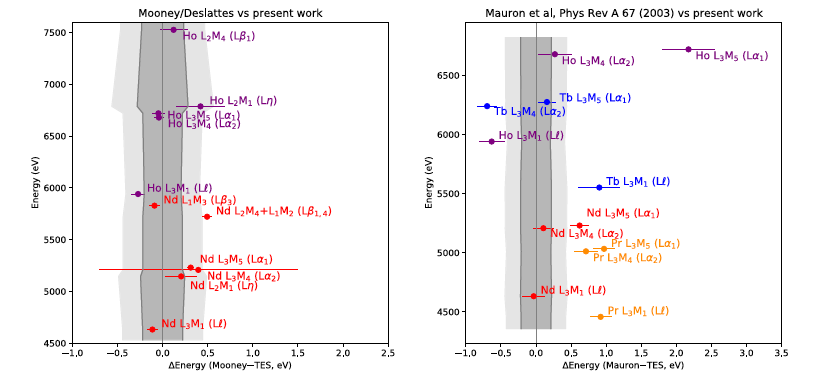 Mooney/Deslattes vs present work
Energy (eV)
7500
7000
6500
6000
5500
5000
4500
Ho L₂M₄ (Lβ₁)
Ho L₂M₁ (Lη)
Ho L₃M₅ (Lα₁)
Ho L₃M₄ (Lα₂)
Ho L₃M₁ (Lℓ)
Nd L₁M₃ (Lβ₃)
Nd L₂M₄+L₁M₂ (Lβ₁,₄)
Nd L₃M₅ (Lα₁)
Nd L₃M₄ (Lα₂)
Nd L₂M₁ (Lη)
Nd L₃M₁ (Lℓ)
−1,0 −0,5 0,0 0,5 1,0 1,5 2,0 2,5
ΔEnergy (Mooney−TES, eV)
Mauron et al, Phys Rev A 67 (2003) vs present work
Energy (eV)
6500
6000
5500
5000
4500
Ho L₃M₅ (Lα₁)
Ho L₃M₄ (Lα₂)
Tb L₃M₅ (Lα₁)
Tb L₃M₄ (Lα₂)
Ho L₃M₁ (Lℓ)
Tb L₃M₁ (Lℓ)
Nd L₃M₅ (Lα₁)
Nd L₃M₄ (Lα₂)
Pr L₃M₅ (Lα₁)
Pr L₃M₄ (Lα₂)
Nd L₃M₁ (Lℓ)
Pr L₃M₁ (Lℓ)
−1,0 −0,5 0,0 0,5 1,0 1,5 2,0 2,5 3,0 3,5
ΔEnergy (Mauron−TES, eV)